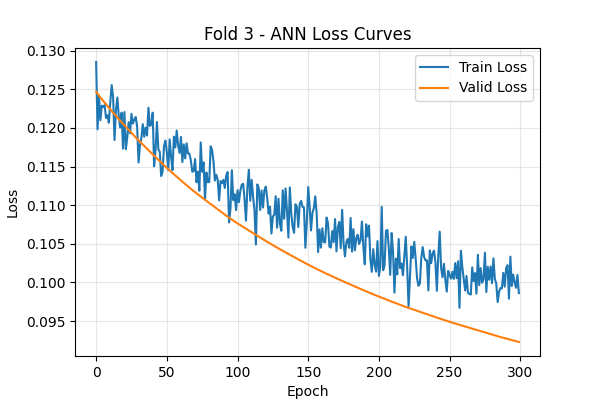 Fold 3 - ANN Loss Curves
Train Loss
Valid Loss
0.130
0.125
0.120
0.115
0.110
0.105
0.100
0.095
Loss
0 50 100 150 200 250 300
Epoch